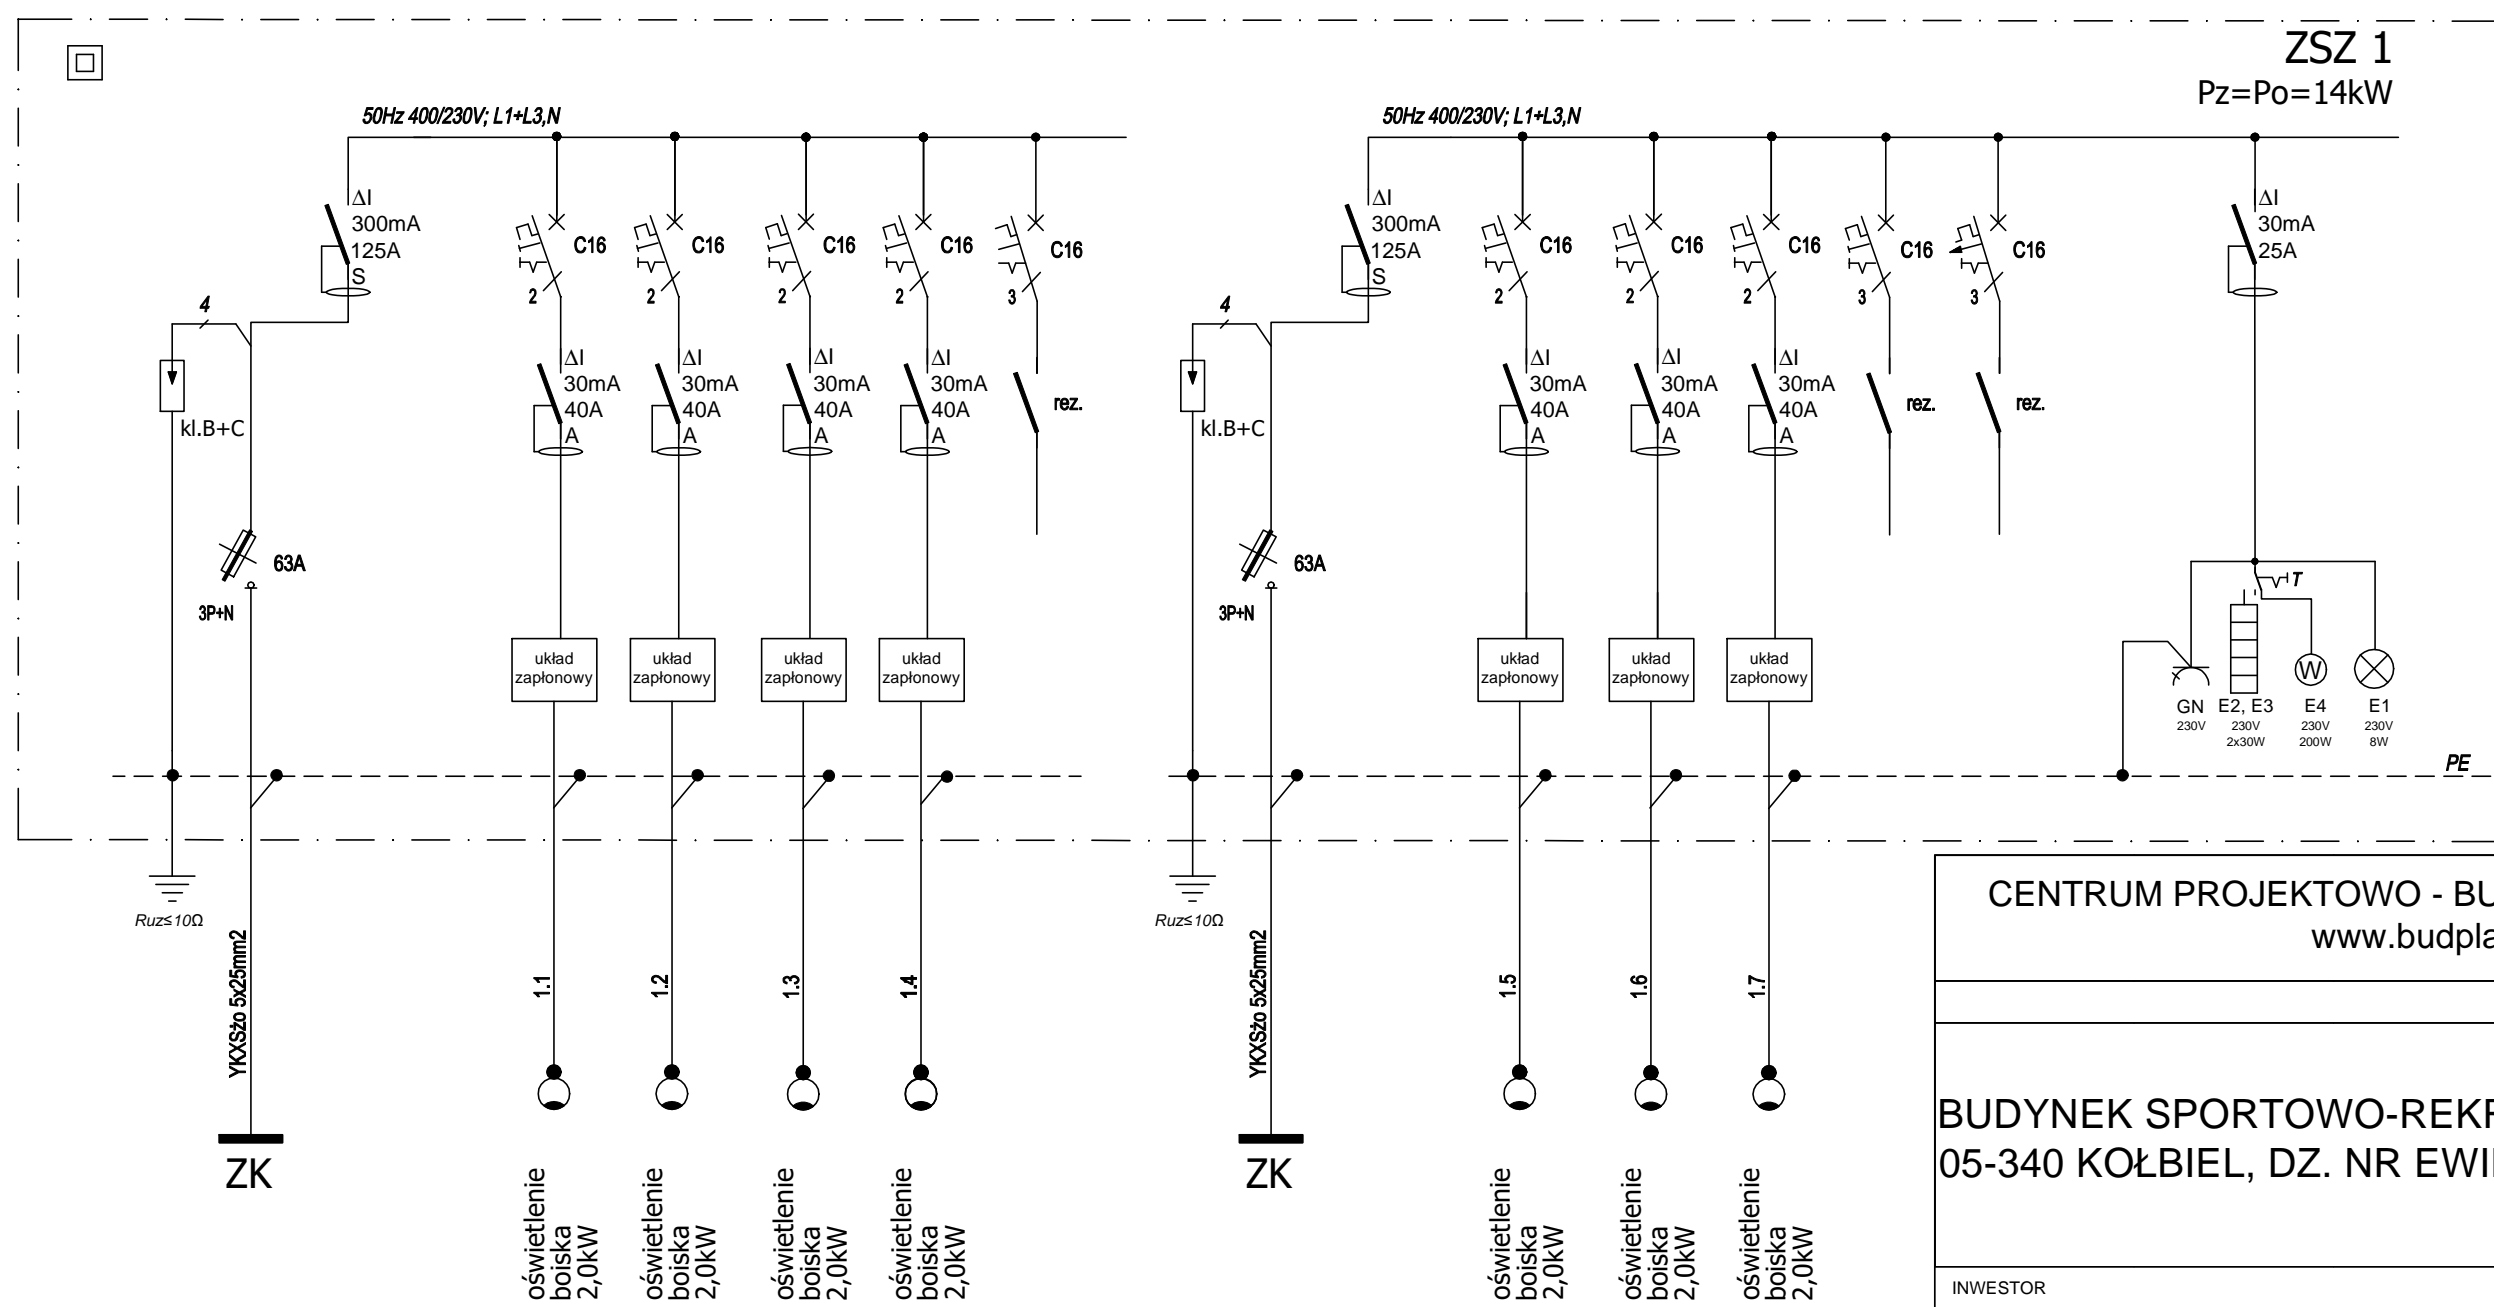 ZSZ 1
Pz=Po=14kW
50Hz 400/230V; L1+L3,N
ΔI
300mA
125A
S
4
kl.B+C
63A
3P+N
C16
2
C16
2
C16
2
C16
2
C16
3
ΔI
30mA
40A
A
ΔI
30mA
40A
A
ΔI
30mA
40A
A
ΔI
30mA
40A
A
rez.
układ
zapłonowy
układ
zapłonowy
układ
zapłonowy
układ
zapłonowy
Ruz≤10Ω
YKXSżo 5x25mm2
ZK
1.1
1.2
1.3
1.4
oświetlenie
boiska
2,0kW
oświetlenie
boiska
2,0kW
oświetlenie
boiska
2,0kW
oświetlenie
boiska
2,0kW
50Hz 400/230V; L1+L3,N
ΔI
300mA
125A
S
4
kl.B+C
63A
3P+N
C16
2
C16
2
C16
2
C16
3
C16
3
ΔI
30mA
25A
ΔI
30mA
40A
A
ΔI
30mA
40A
A
ΔI
30mA
40A
A
rez.
rez.
układ
zapłonowy
układ
zapłonowy
układ
zapłonowy
T
W
GN
230V
E2, E3
230V
2x30W
E4
230V
200W
E1
230V
8W
PE
Ruz≤10Ω
YKXSżo 5x25mm2
ZK
1.5
1.6
1.7
oświetlenie
boiska
2,0kW
oświetlenie
boiska
2,0kW
oświetlenie
boiska
2,0kW
CENTRUM PROJEKTOWO - BU
www.budpla
BUDYNEK SPORTOWO-REKR
05-340 KOŁBIEL, DZ. NR EWI
INWESTOR